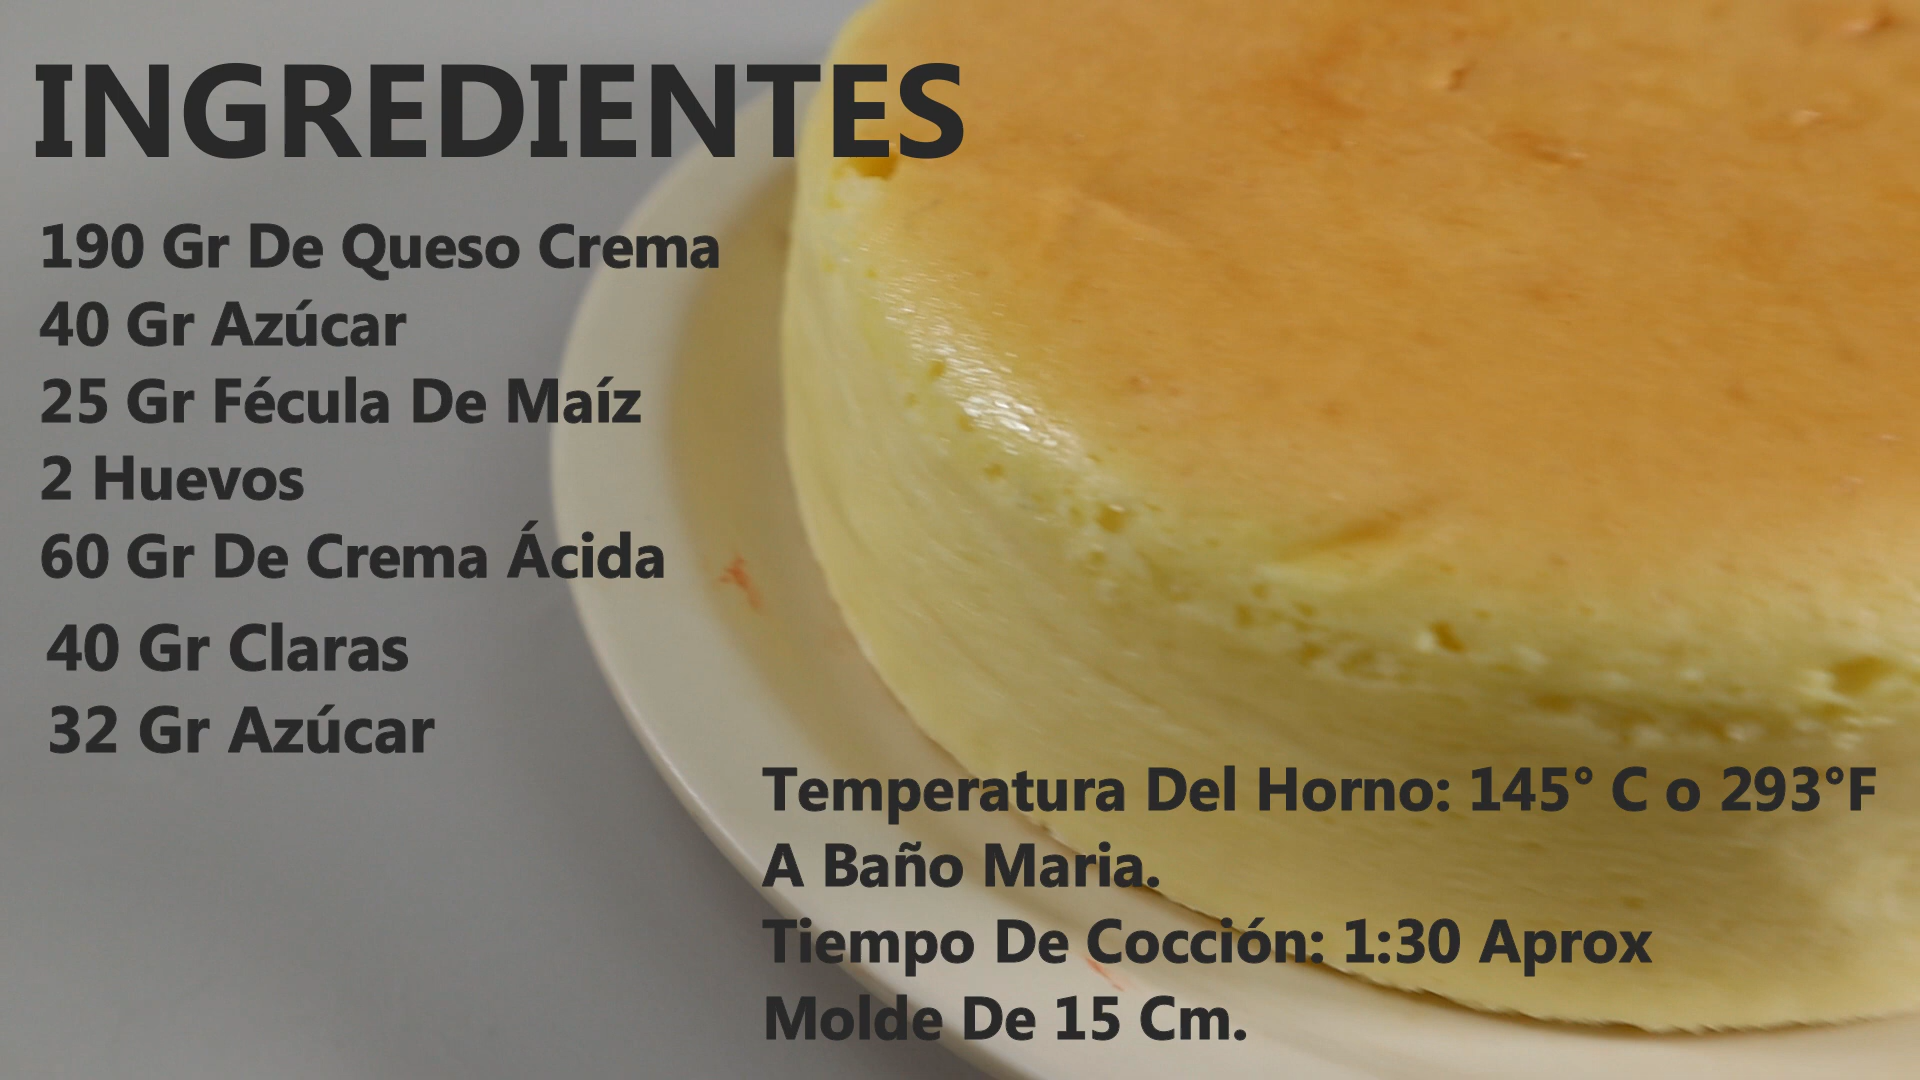 INGREDIENTES
190 Gr De Queso Crema
40 Gr Azúcar
25 Gr Fécula De Maíz
2 Huevos
60 Gr De Crema Ácida
40 Gr Claras
32 Gr Azúcar
Temperatura Del Horno: 145° C o 293°F
A Baño Maria.
Tiempo De Cocción: 1:30 Aprox
Molde De 15 Cm.